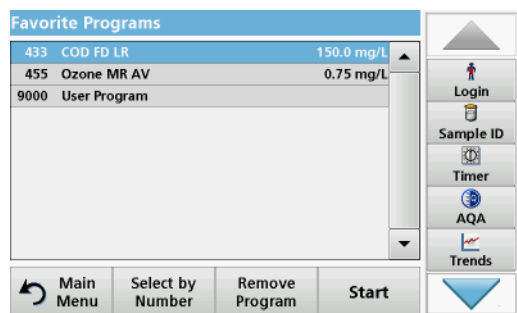 Favorite Programs
433 COD FD LR 150.0 mg/L
455 Ozone MR AV 0.75 mg/L
9000 User Program
Login
Sample ID
Timer
AQA
Trends
Main Menu
Select by Number
Remove Program
Start